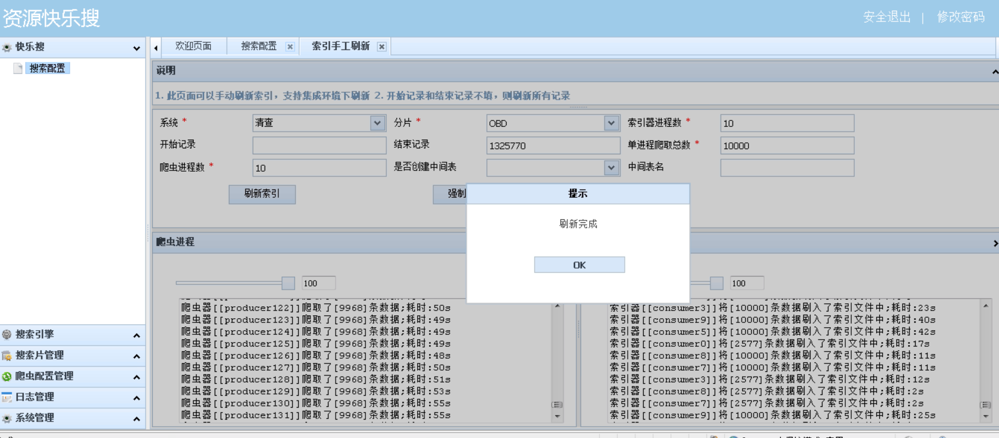 资源快乐搜
安全退出 | 修改密码
快乐搜
搜索配置
欢迎页面 搜索配置 索引手工刷新
说明
1. 此页面可以手动刷新索引，支持集成环境下刷新 2. 开始记录和结束记录不填，则刷新所有记录
系统 * 清查 分片 * OBD 索引器进程数 * 10
开始记录 结束记录 1325770 单进程爬取总数 * 10000
爬虫进程数 * 10 是否创建中间表 中间表名
刷新索引 强制
提示
刷新完成
OK
爬虫进程
100
爬虫器[[producer122]]爬取了[9968]条数据;耗时:50s
爬虫器[[producer123]]爬取了[9968]条数据;耗时:49s
爬虫器[[producer124]]爬取了[9968]条数据;耗时:49s
爬虫器[[producer125]]爬取了[9968]条数据;耗时:49s
爬虫器[[producer126]]爬取了[9968]条数据;耗时:48s
爬虫器[[producer127]]爬取了[9968]条数据;耗时:50s
爬虫器[[producer128]]爬取了[9968]条数据;耗时:51s
爬虫器[[producer129]]爬取了[9968]条数据;耗时:53s
爬虫器[[producer130]]爬取了[9968]条数据;耗时:55s
爬虫器[[producer131]]爬取了[9968]条数据;耗时:55s
100
索引器[[consumer3]]将[10000]条数据刷入了索引文件中;耗时:23s
索引器[[consumer9]]将[10000]条数据刷入了索引文件中;耗时:40s
索引器[[consumer5]]将[10000]条数据刷入了索引文件中;耗时:42s
索引器[[consumer0]]将[2577]条数据刷入了索引文件中;耗时:17s
索引器[[consumer8]]将[10000]条数据刷入了索引文件中;耗时:11s
索引器[[consumer7]]将[10000]条数据刷入了索引文件中;耗时:11s
索引器[[consumer3]]将[2577]条数据刷入了索引文件中;耗时:12s
索引器[[consumer8]]将[2577]条数据刷入了索引文件中;耗时:2s
索引器[[consumer7]]将[2577]条数据刷入了索引文件中;耗时:2s
索引器[[consumer9]]将[10000]条数据刷入了索引文件中;耗时:25s
搜索引擎
搜索片管理
爬虫配置管理
日志管理
系统管理